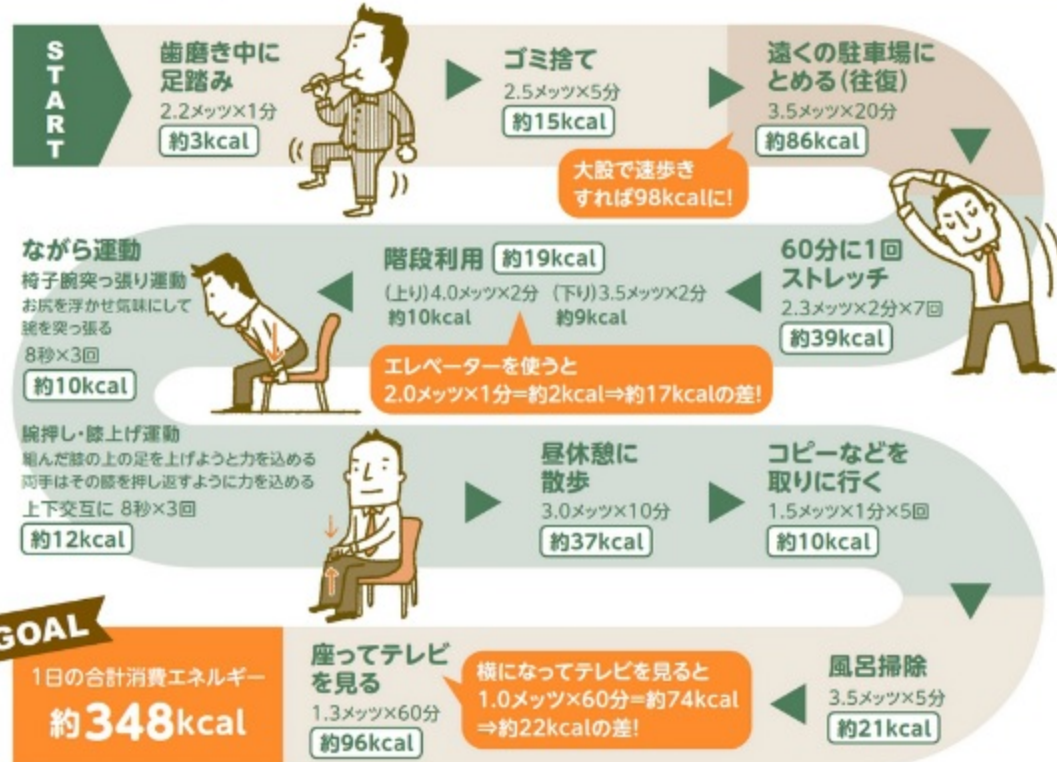 START
歯磨き中に
足踏み
2.2メッツ×1分
約3kcal
ゴミ捨て
2.5メッツ×5分
約15kcal
遠くの駐車場に
とめる(往復)
3.5メッツ×20分
約86kcal
大股で速歩き
すれば98kcalに!
60分に1回
ストレッチ
2.3メッツ×2分×7回
約39kcal
階段利用 約19kcal
(上り)4.0メッツ×2分 (下り)3.5メッツ×2分
約10kcal 約9kcal
エレベーターを使うと
2.0メッツ×1分=約2kcal⇒約17kcalの差!
ながら運動
椅子腕突っ張り運動
お尻を浮かせ気味にして
腕を突っ張る
8秒×3回
約10kcal
腕押し・膝上げ運動
組んだ膝の上の足を上げようと力を込める
両手はその膝を押し返すように力を込める
上下交互に 8秒×3回
約12kcal
昼休憩に
散歩
3.0メッツ×10分
約37kcal
コピーなどを
取りに行く
1.5メッツ×1分×5回
約10kcal
風呂掃除
3.5メッツ×5分
約21kcal
座ってテレビ
を見る
1.3メッツ×60分
約96kcal
横になってテレビを見ると
1.0メッツ×60分=約74kcal
⇒約22kcalの差!
GOAL
1日の合計消費エネルギー
約348kcal